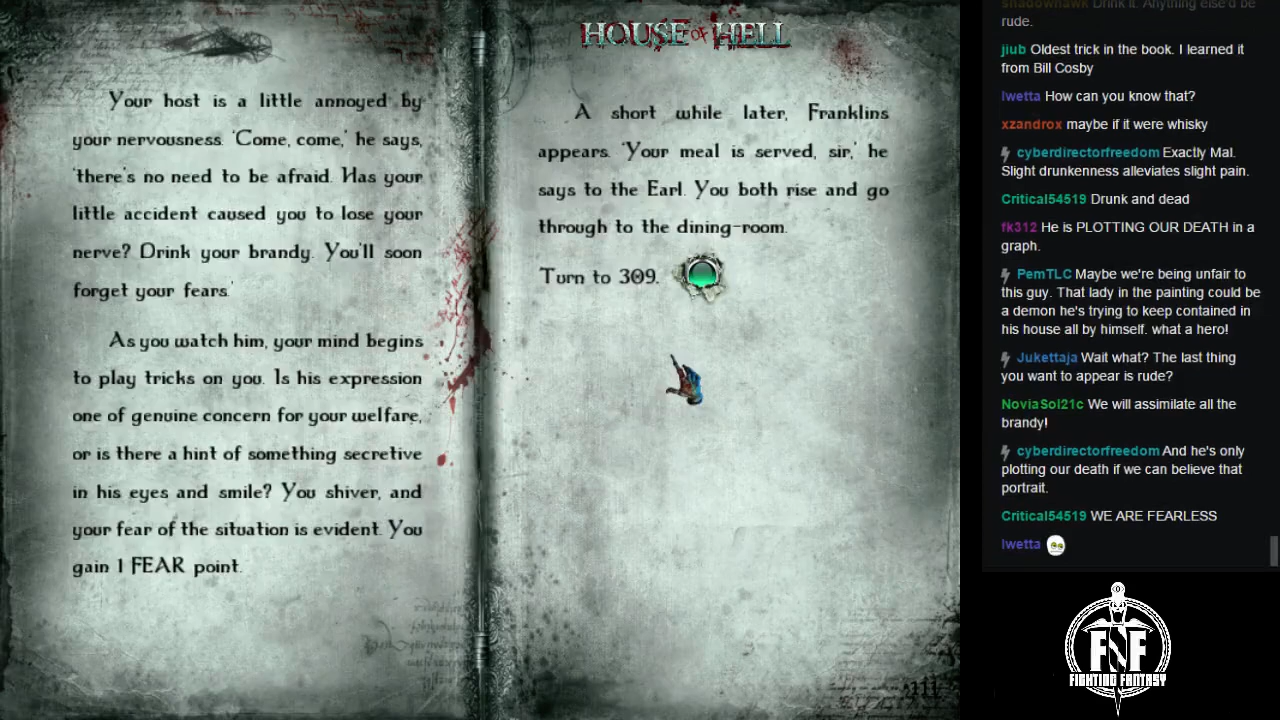 Your host is a little annoyed by
your nervousness. 'Come, come,' he says,
'there's no need to be afraid. Has your
little accident caused you to lose your
nerve? Drink your brandy. You'll soon
forget your fears.'
As you watch him, your mind begins
to play tricks on you. Is his expression
one of genuine concern for your welfare,
or is there a hint of something secretive
in his eyes and smile? You shiver, and
your fear of the situation is evident. You
gain 1 FEAR point.
HOUSE of HELL
A short while later, Franklins
appears. 'Your meal is served, sir,' he
says to the Earl. You both rise and go
through to the dining-room.
Turn to 309.
shadowhawk Drink it. Anything else'd be
rude.
jiub Oldest trick in the book. I learned it
from Bill Cosby
lwetta How can you know that?
xzandrox maybe if it were whisky
cyberdirectorfreedom Exactly Mal.
Slight drunkenness alleviates slight pain.
Critical54519 Drunk and dead
fk312 He is PLOTTING OUR DEATH in a
graph.
PemTLC Maybe we're being unfair to
this guy. That lady in the painting could be
a demon he's trying to keep contained in
his house all by himself. what a hero!
Jukettaja Wait what? The last thing
you want to appear is rude?
NoviaSol21c We will assimilate all the
brandy!
cyberdirectorfreedom And he's only
plotting our death if we can believe that
portrait.
Critical54519 WE ARE FEARLESS
lwetta
FF
FIGHTING FANTASY